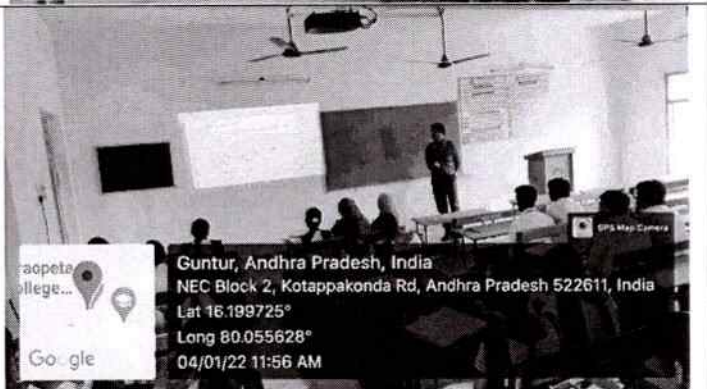 GPS Map Camera
raopeta
llege...
Google
Guntur, Andhra Pradesh, India
NEC Block 2, Kotappakonda Rd, Andhra Pradesh 522611, India
Lat 16.199725°
Long 80.055628°
04/01/22 11:56 AM